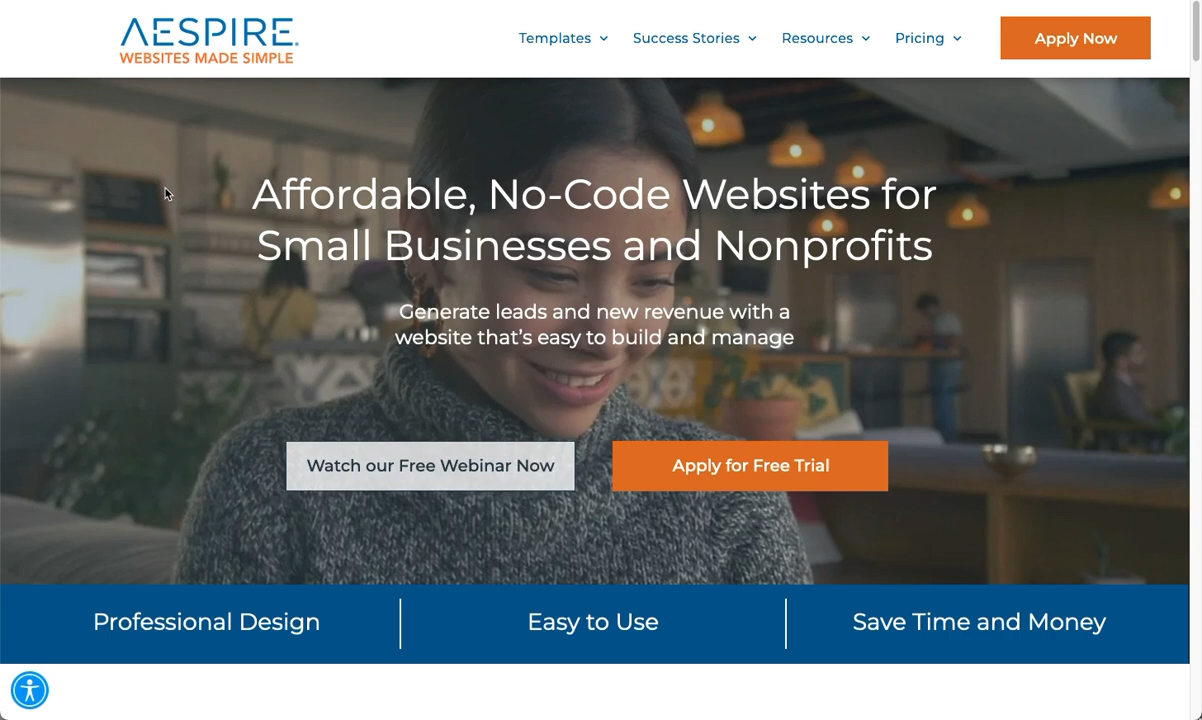 AESPIRE®
WEBSITES MADE SIMPLE
Templates
Success Stories
Resources
Pricing
Apply Now
Affordable, No-Code Websites for
Small Businesses and Nonprofits
Generate leads and new revenue with a
website that's easy to build and manage
Watch our Free Webinar Now
Apply for Free Trial
Professional Design
Easy to Use
Save Time and Money